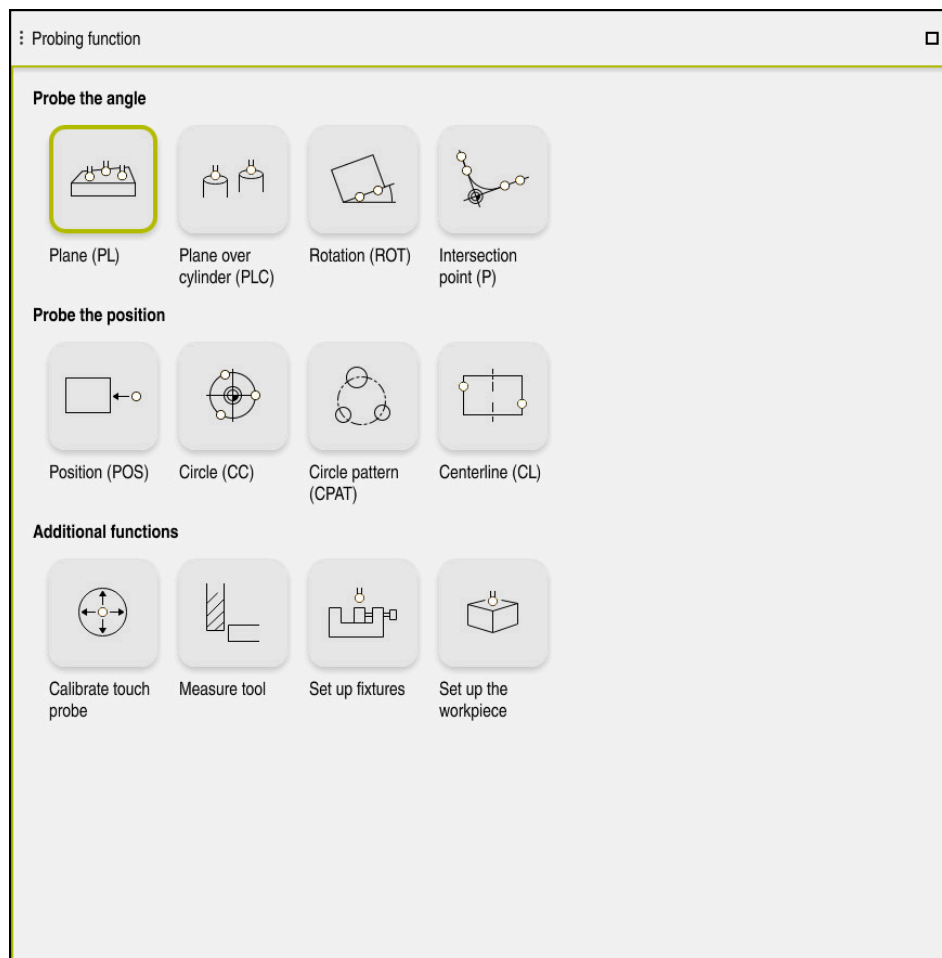 Probing function
Probe the angle
Plane (PL)
Plane over
cylinder (PLC)
Rotation (ROT)
Intersection
point (P)
Probe the position
Position (POS)
Circle (CC)
Circle pattern
(CPAT)
Centerline (CL)
Additional functions
Calibrate touch
probe
Measure tool
Set up fixtures
Set up the
workpiece